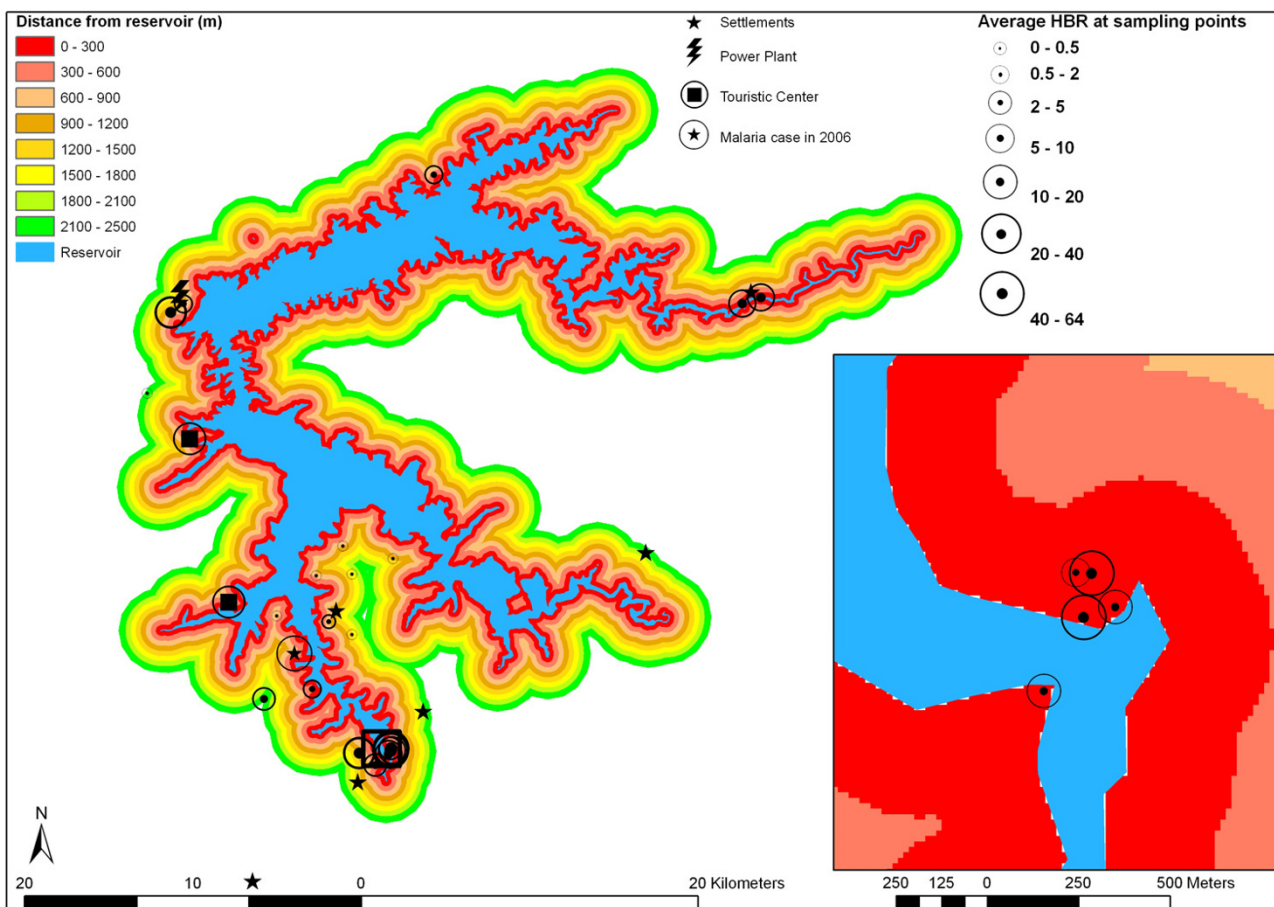 Distance from reservoir (m)
0 - 300
300 - 600
600 - 900
900 - 1200
1200 - 1500
1500 - 1800
1800 - 2100
2100 - 2500
Reservoir
Settlements
Power Plant
Touristic Center
Malaria case in 2006
Average HBR at sampling points
0 - 0.5
0.5 - 2
2 - 5
5 - 10
10 - 20
20 - 40
40 - 64
N
20 10 0 20 Kilometers
250 125 0 250 500 Meters